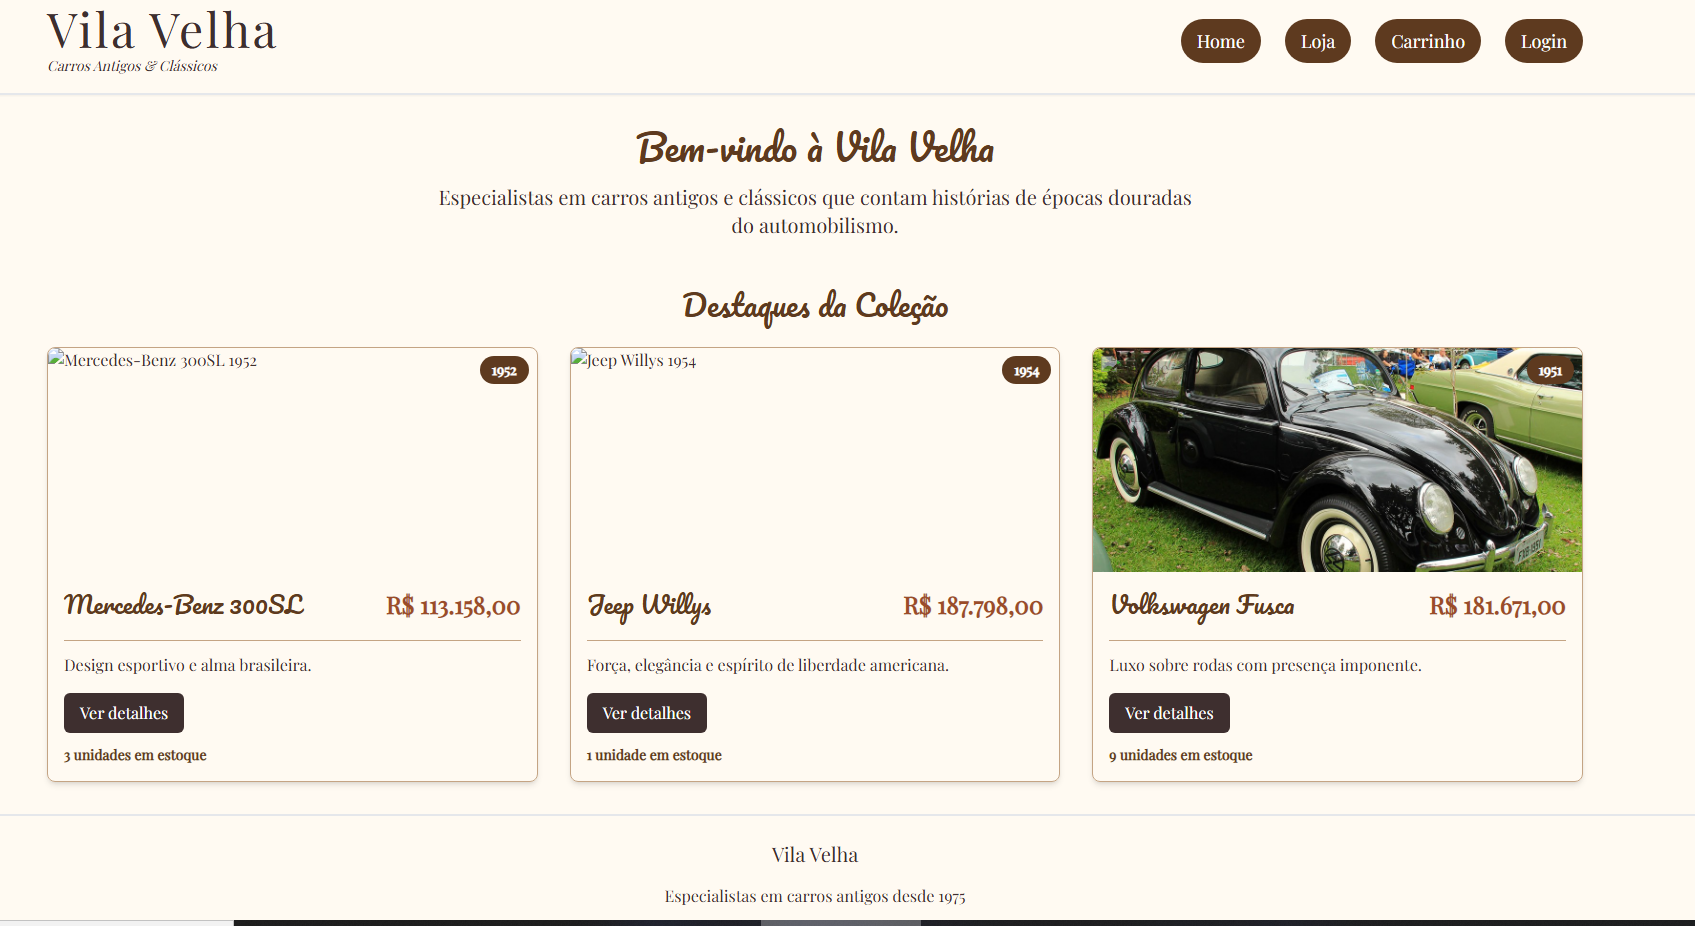 Vila Velha
Carros Antigos & Clássicos
Home
Loja
Carrinho
Login
Bem-vindo à Vila Velha
Especialistas em carros antigos e clássicos que contam histórias de épocas douradas
do automobilismo.
Destaques da Coleção
Mercedes-Benz 300SL 1952
1952
Mercedes-Benz 300SL
R$ 113.158,00
Design esportivo e alma brasileira.
Ver detalhes
3 unidades em estoque
Jeep Willys 1954
1954
Jeep Willys
R$ 187.798,00
Força, elegância e espírito de liberdade americana.
Ver detalhes
1 unidade em estoque
1951
Volkswagen Fusca
R$ 181.671,00
Luxo sobre rodas com presença imponente.
Ver detalhes
9 unidades em estoque
Vila Velha
Especialistas em carros antigos desde 1975